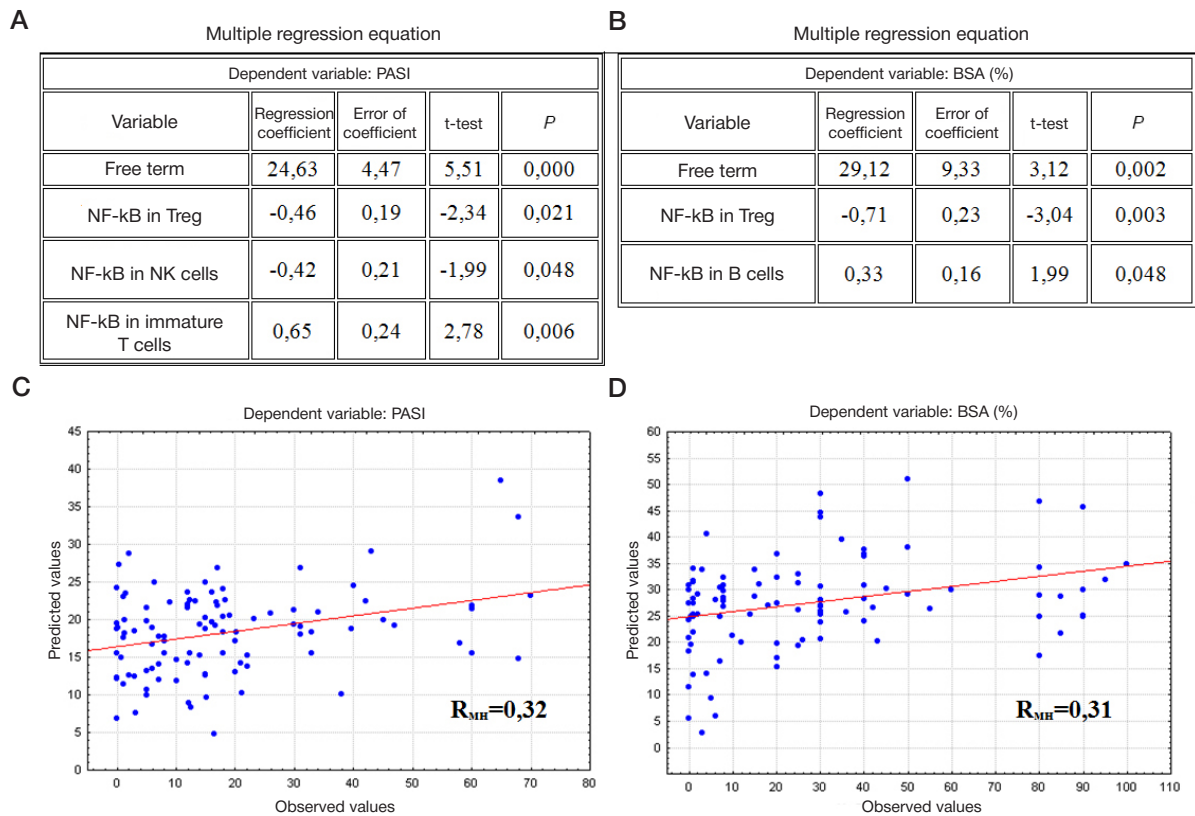 A
Multiple regression equation
Dependent variable: PASI
Variable Regression coefficient Error of coefficient t-test P
Free term 24,63 4,47 5,51 0,000
NF-kB in Treg -0,46 0,19 -2,34 0,021
NF-kB in NK cells -0,42 0,21 -1,99 0,048
NF-kB in immature T cells 0,65 0,24 2,78 0,006
B
Multiple regression equation
Dependent variable: BSA (%)
Variable Regression coefficient Error of coefficient t-test P
Free term 29,12 9,33 3,12 0,002
NF-kB in Treg -0,71 0,23 -3,04 0,003
NF-kB in B cells 0,33 0,16 1,99 0,048
C
Dependent variable: PASI
Predicted values
45
40
35
30
25
20
15
10
5
0
RMH=0,32
0 10 20 30 40 50 60 70 80
Observed values
D
Dependent variable: BSA (%)
Predicted values
60
55
50
45
40
35
30
25
20
15
10
5
0
RMH=0,31
0 10 20 30 40 50 60 70 80 90 100 110
Observed values